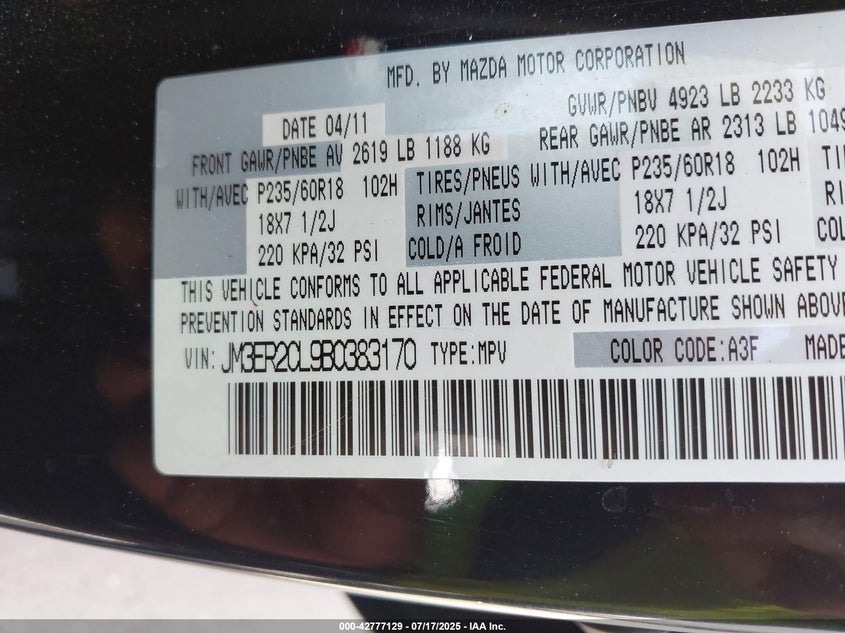 MFD. BY MAZDA MOTOR CORPORATION
DATE 04/11 GVWR/PNBV 4923 LB 2233 KG
FRONT GAWR/PNBE AV 2619 LB 1188 KG REAR GAWR/PNBE AR 2313 LB 1049
WITH/AVEC P235/60R18 102H TIRES/PNEUS WITH/AVEC P235/60R18 102H
18X7 1/2J RIMS/JANTES 18X7 1/2J
220 KPA/32 PSI COLD/A FROID 220 KPA/32 PSI
THIS VEHICLE CONFORMS TO ALL APPLICABLE FEDERAL MOTOR VEHICLE SAFETY
PREVENTION STANDARDS IN EFFECT ON THE DATE OF MANUFACTURE SHOWN ABOVE
VIN: JM3ER2CL9B0383170 TYPE:MPV COLOR CODE:A3F MADE
000-42777129 - 07/17/2025 - IAA Inc.